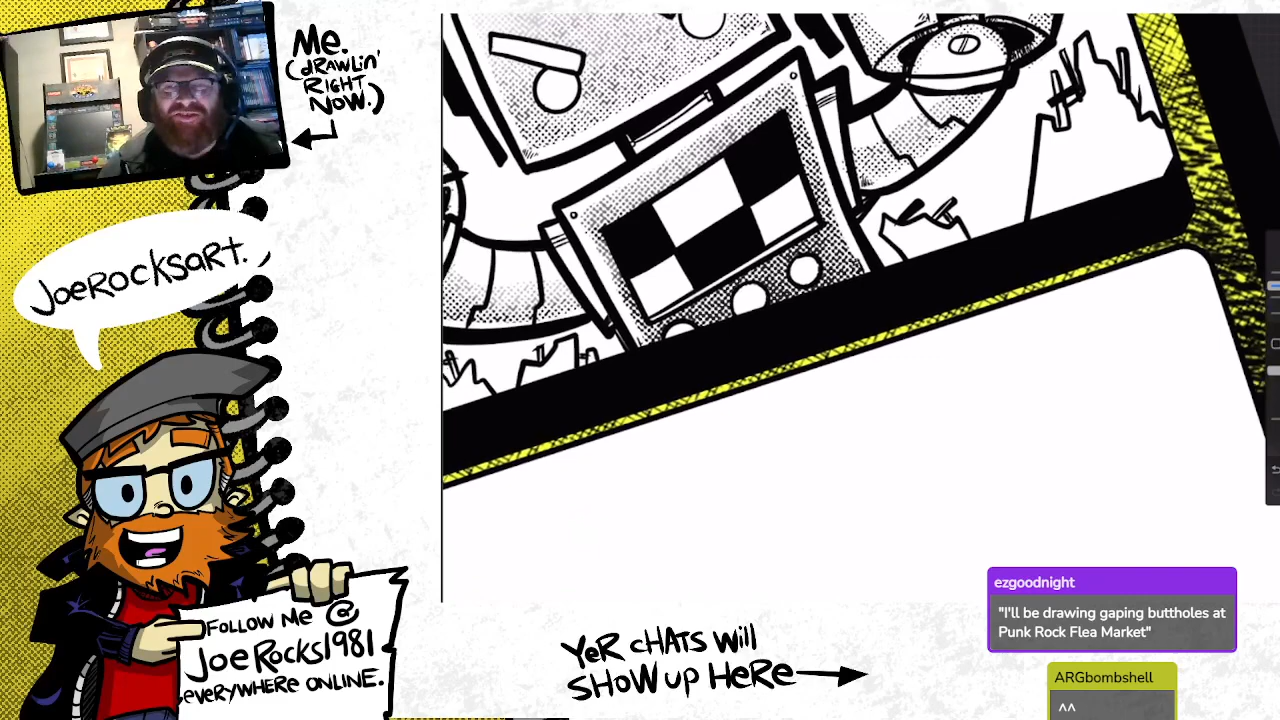 Me.
(dRAWLin'
RIGHT
NOW.)
JoeRocksart.
FOLLOW Me @
JoeRocks1981
everywhere online.
YeR cHATs Will
SHOW up HeRe
ezgoodnight
"I'll be drawing gaping buttholes at
Punk Rock Flea Market"
ARGbombshell
^^